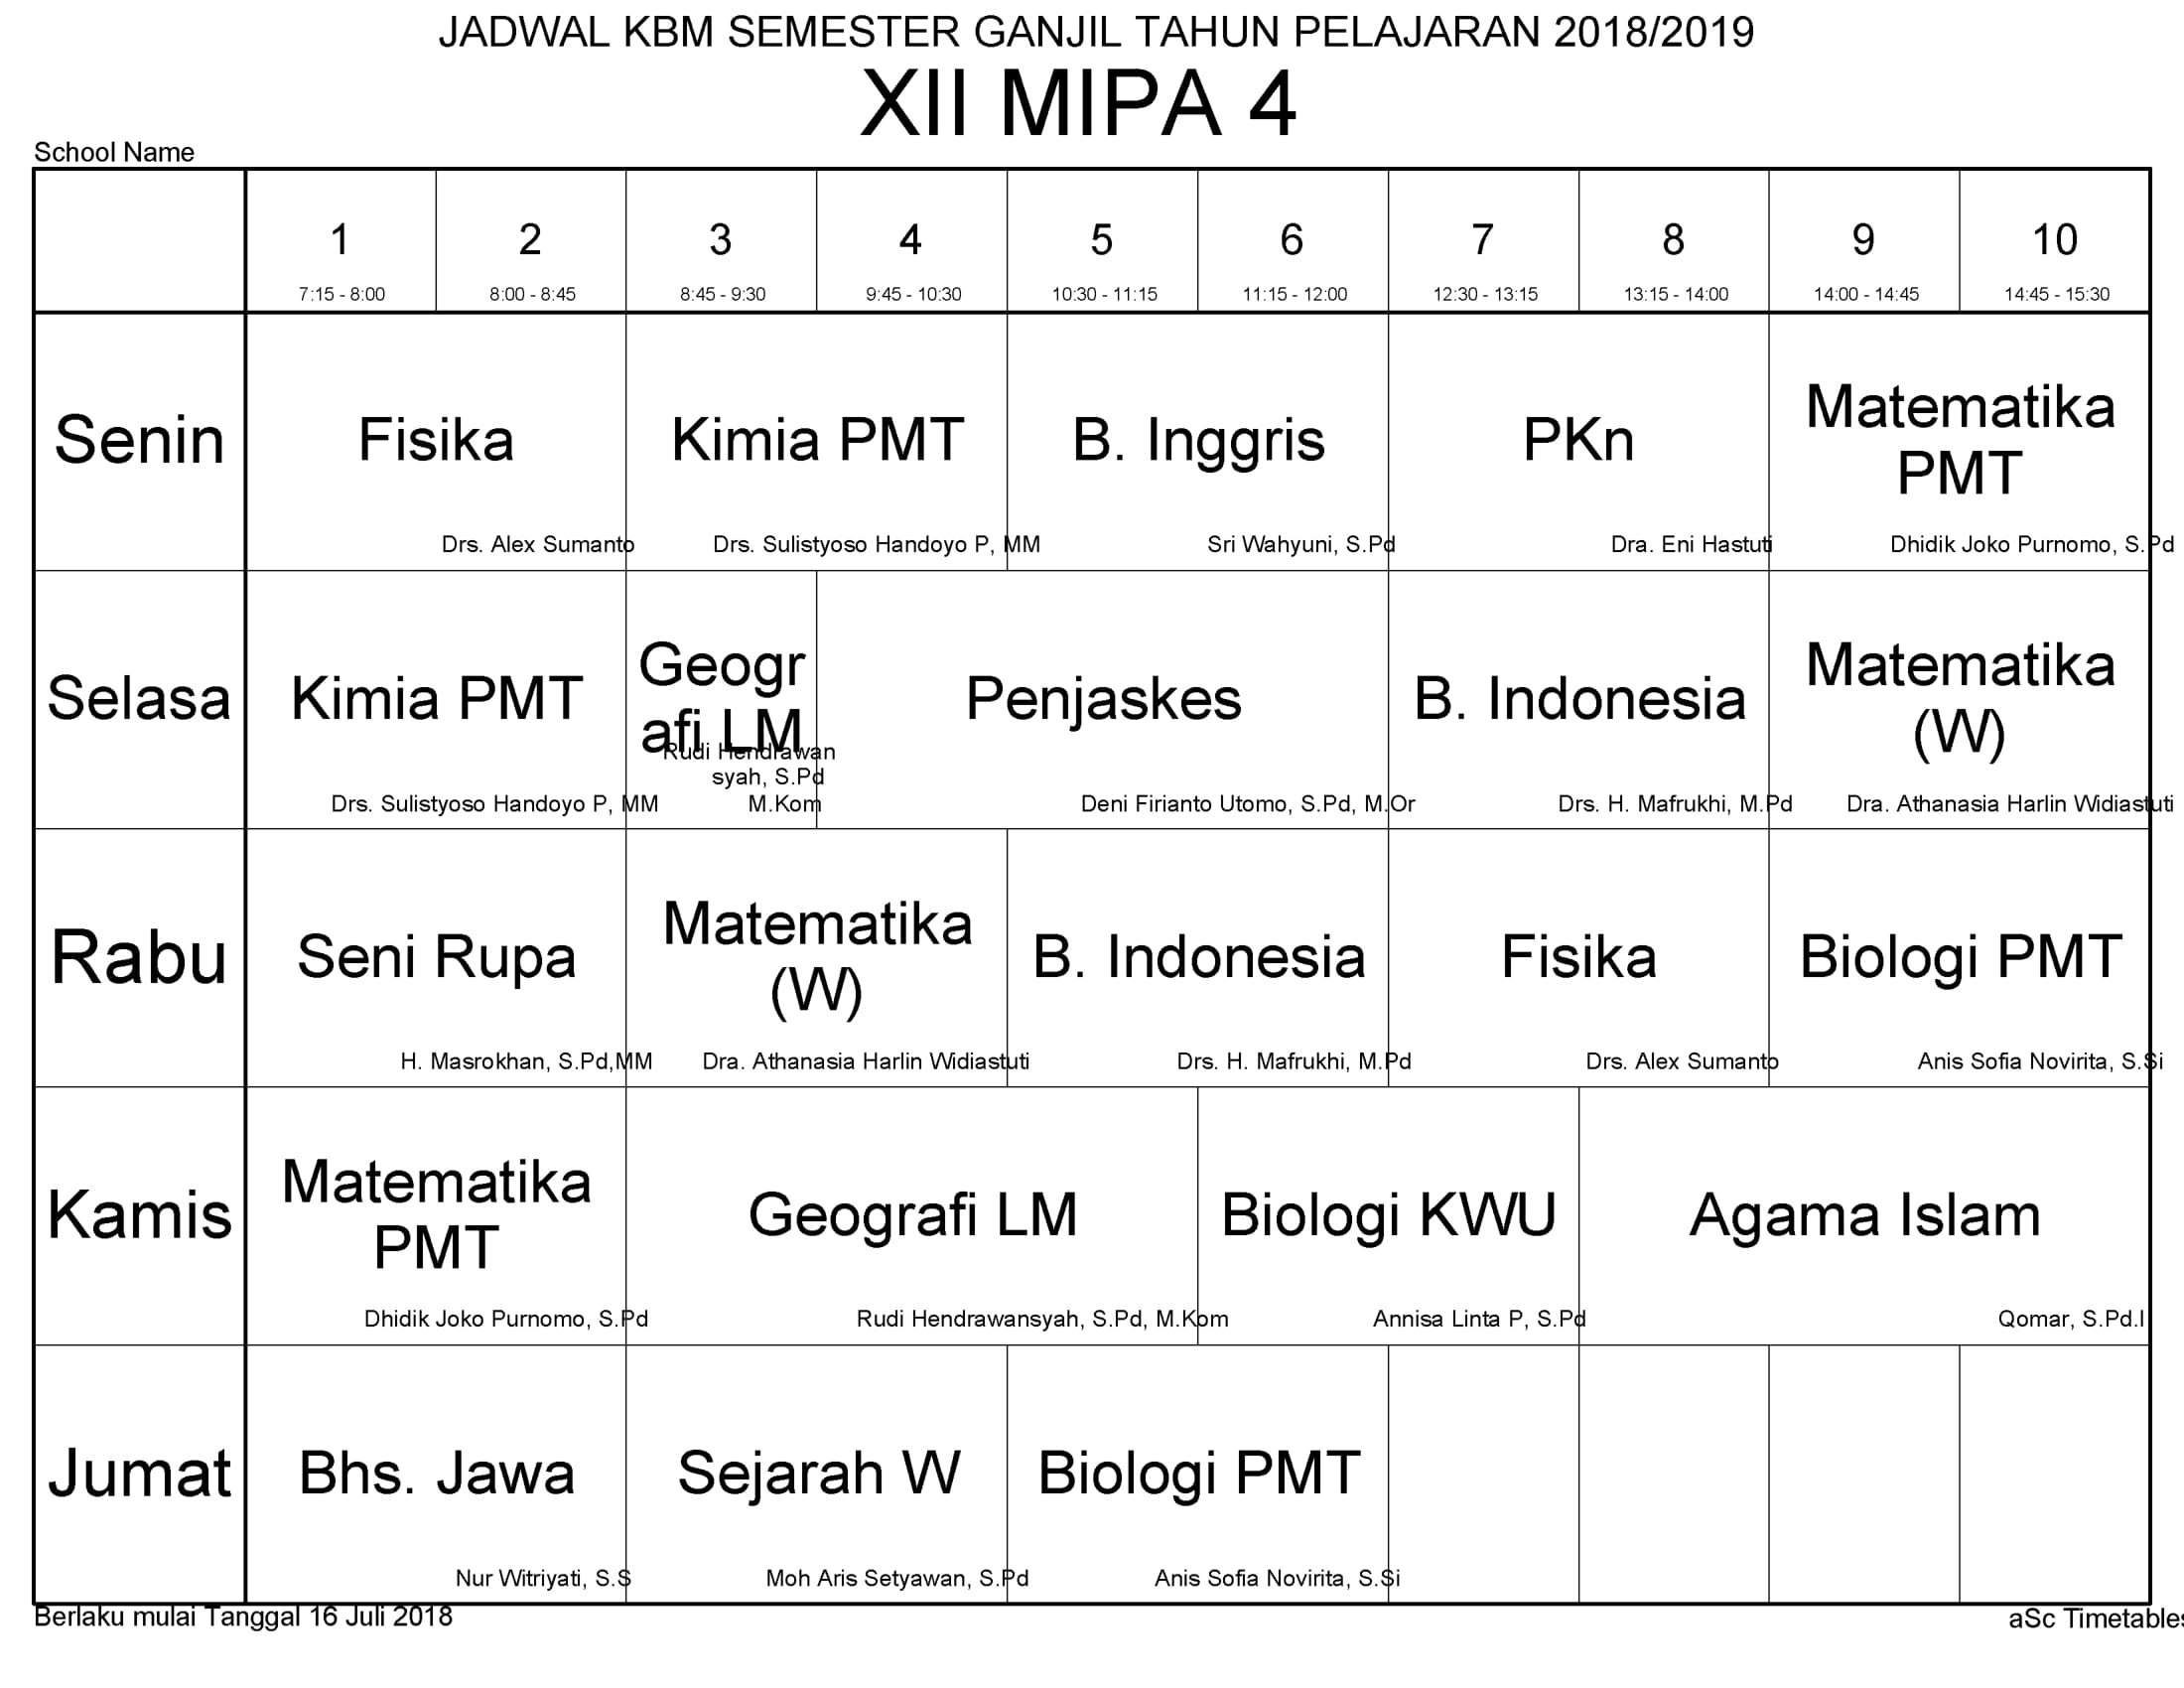 JADWAL KBM SEMESTER GANJIL TAHUN PELAJARAN 2018/2019
XII MIPA 4
School Name
1 2 3 4 5 6 7 8 9 10
7:15 - 8:00 8:00 - 8:45 8:45 - 9:30 9:45 - 10:30 10:30 - 11:15 11:15 - 12:00 12:30 - 13:15 13:15 - 14:00 14:00 - 14:45 14:45 - 15:30
Senin
Fisika
Drs. Alex Sumanto
Kimia PMT
Drs. Sulistyoso Handoyo P, MM
B. Inggris
Sri Wahyuni, S.Pd
PKn
Dra. Eni Hastuti
Matematika
PMT
Dhidik Joko Purnomo, S.Pd
Selasa
Kimia PMT
Drs. Sulistyoso Handoyo P, MM
Geogr
afi LM
Rudi Hendrawan
syah, S.Pd
M.Kom
Penjaskes
Deni Firianto Utomo, S.Pd, M.Or
B. Indonesia
Drs. H. Mafrukhi, M.Pd
Matematika
(W)
Dra. Athanasia Harlin Widiastuti
Rabu
Seni Rupa
H. Masrokhan, S.Pd,MM
Matematika
(W)
Dra. Athanasia Harlin Widiastuti
B. Indonesia
Drs. H. Mafrukhi, M.Pd
Fisika
Drs. Alex Sumanto
Biologi PMT
Anis Sofia Novirita, S.Si
Kamis
Matematika
PMT
Dhidik Joko Purnomo, S.Pd
Geografi LM
Rudi Hendrawansyah, S.Pd, M.Kom
Biologi KWU
Annisa Linta P, S.Pd
Agama Islam
Qomar, S.Pd.I
Jumat
Bhs. Jawa
Nur Witriyati, S.S
Sejarah W
Moh Aris Setyawan, S.Pd
Biologi PMT
Anis Sofia Novirita, S.Si
Berlaku mulai Tanggal 16 Juli 2018
aSc Timetables